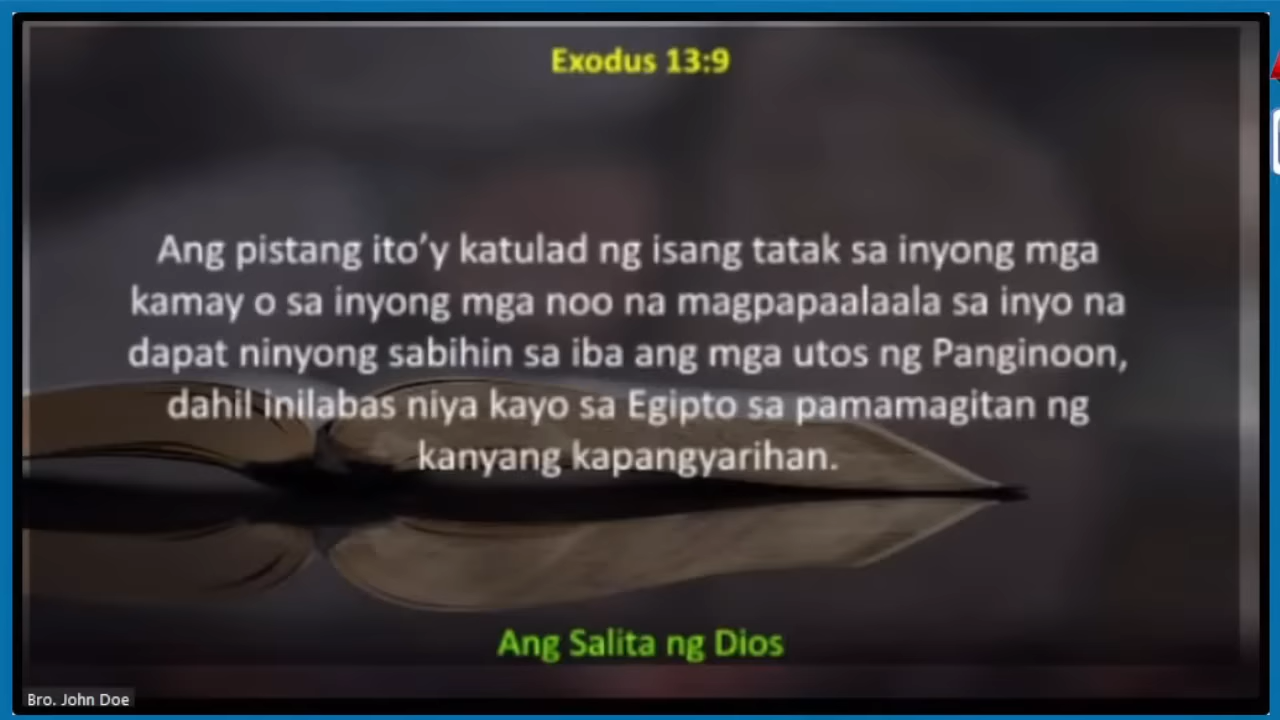 Exodus 13:9
Ang pistang ito’y katulad ng isang tatak sa inyong mga
kamay o sa inyong mga noo na magpapaalaala sa inyo na
dapat ninyong sabihin sa iba ang mga utos ng Panginoon,
dahil inilabas niya kayo sa Egipto sa pamamagitan ng
kanyang kapangyarihan.
Ang Salita ng Dios
Bro. John Doe